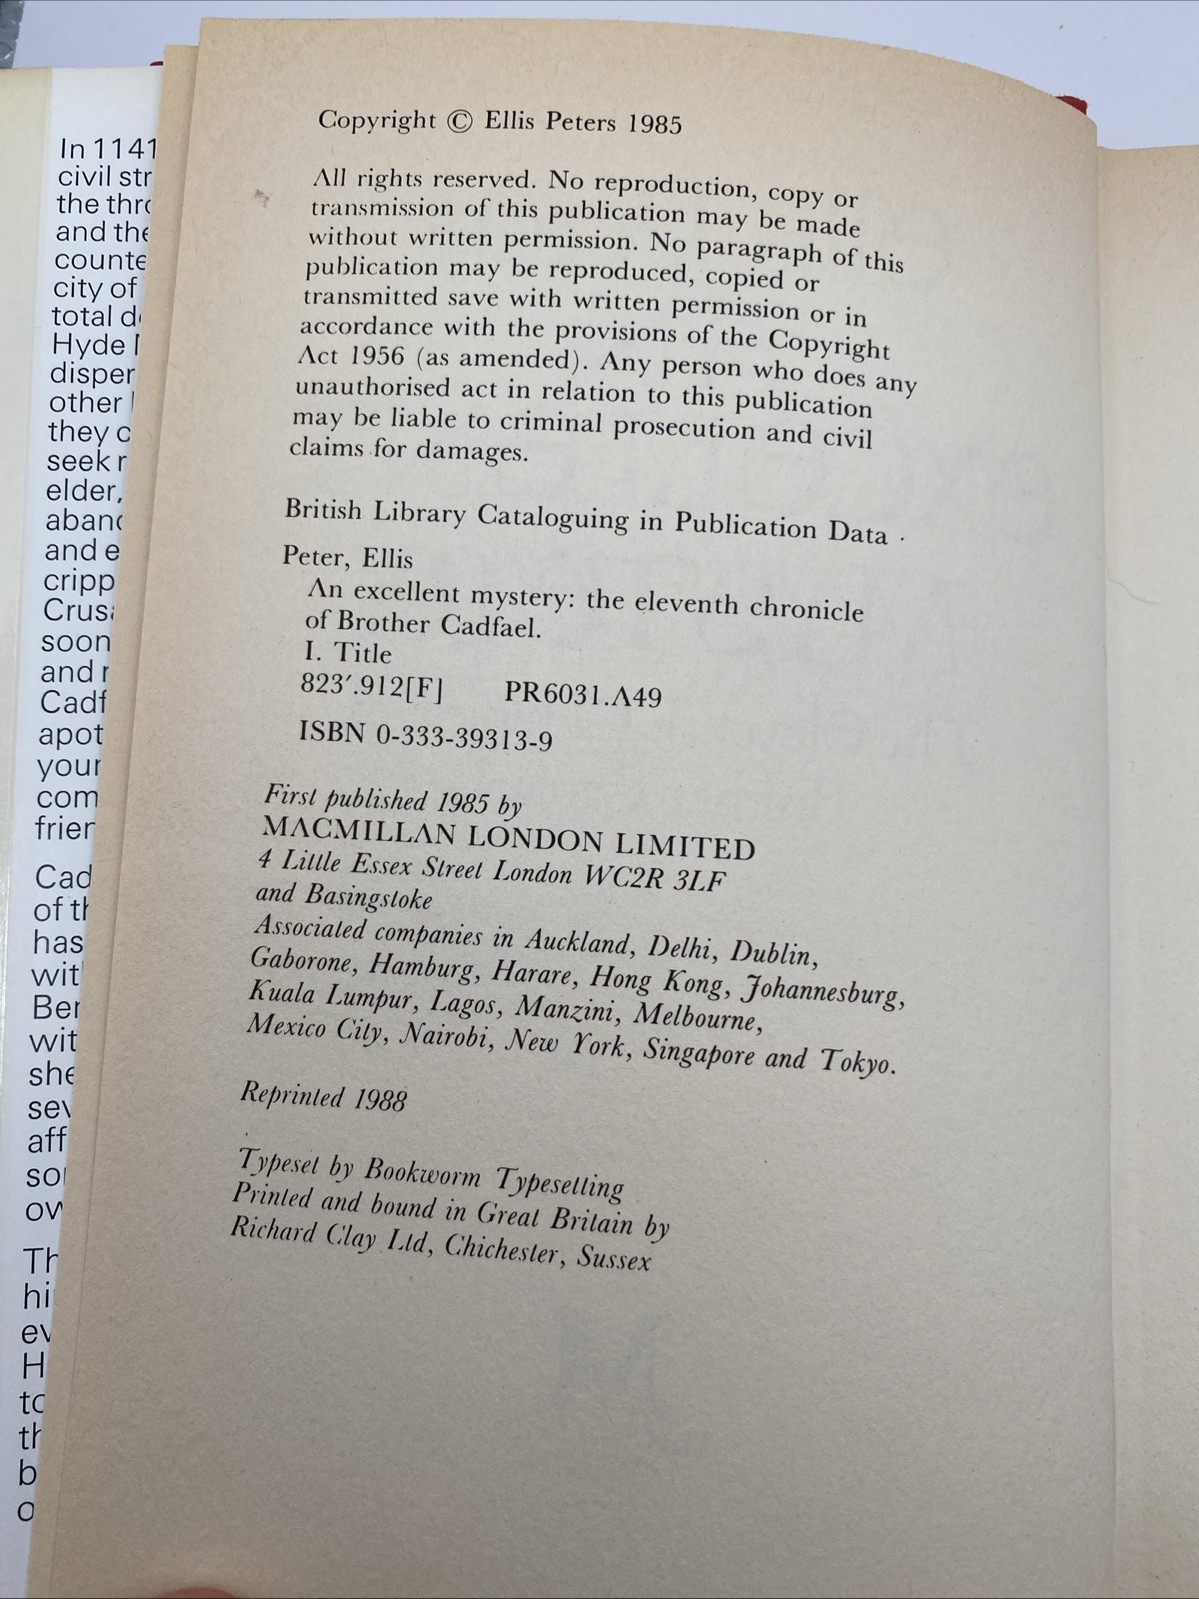 In 1141
civil str
the thro
and the
counte
city of
total d
Hyde
disper
other
they c
seek r
elder,
aband
and e
cripp
Crusa
soon
and r
Cadf
apot
your
com
frier
Cad
of th
has
with
Ber
wit
she
sev
aff
so
ow
Th
hi
ev
H
to
th
b
o
Copyright © Ellis Peters 1985
All rights reserved. No reproduction, copy or
transmission of this publication may be made
without written permission. No paragraph of this
publication may be reproduced, copied or
transmitted save with written permission or in
accordance with the provisions of the Copyright
Act 1956 (as amended). Any person who does any
unauthorised act in relation to this publication
may be liable to criminal prosecution and civil
claims for damages.
British Library Cataloguing in Publication Data
Peter, Ellis
An excellent mystery: the eleventh chronicle
of Brother Cadfael.
I. Title
823′.912[F] PR6031.A49
ISBN 0-333-39313-9
First published 1985 by
MACMILLAN LONDON LIMITED
4 Little Essex Street London WC2R 3LF
and Basingstoke
Associated companies in Auckland, Delhi, Dublin,
Gaborone, Hamburg, Harare, Hong Kong, Johannesburg,
Kuala Lumpur, Lagos, Manzini, Melbourne,
Mexico City, Nairobi, New York, Singapore and Tokyo.
Reprinted 1988
Typeset by Bookworm Typesetting
Printed and bound in Great Britain by
Richard Clay Ltd, Chichester, Sussex